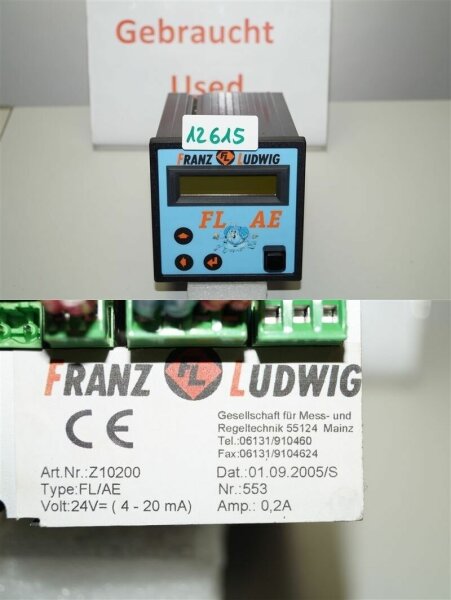 Gebraucht
Used
12615
FRANZ FL LUDWIG
FL AE
FRANZ FL LUDWIG
CE
Gesellschaft für Mess- und
Regeltechnik 55124 Mainz
Tel.:06131/910460
Fax:06131/9104624
Art.Nr.:Z10200 Dat.:01.09.2005/S
Type:FL/AE Nr.:553
Volt:24V= ( 4 - 20 mA) Amp.: 0,2A